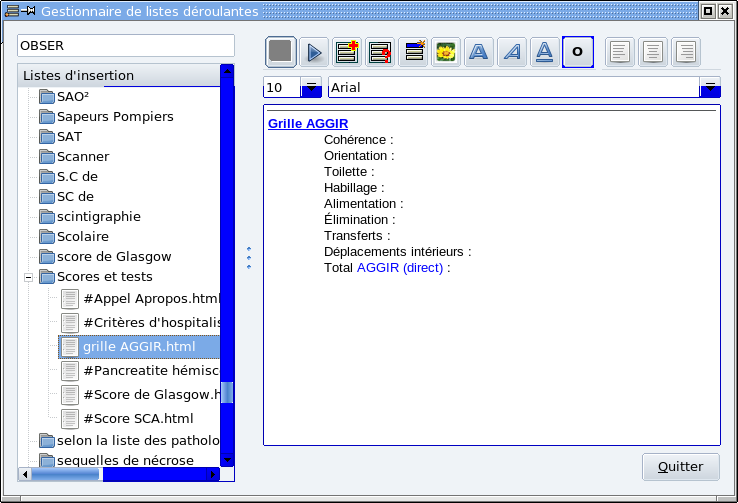 Gestionnaire de listes déroulantes
OBSER
Listes d'insertion
SAO²
Sapeurs Pompiers
SAT
Scanner
S.C de
SC de
scintigraphie
Scolaire
score de Glasgow
Scores et tests
#Appel Apropos.html
#Critères d'hospitalis
grille AGGIR.html
#Pancreatite hémisc
#Score de Glasgow.h
#Score SCA.html
selon la liste des patholo
sequelles de nécrose
A A A O
10 Arial
Grille AGGIR
Cohérence :
Orientation :
Toilette :
Habillage :
Alimentation :
Élimination :
Transferts :
Déplacements intérieurs :
Total AGGIR (direct) :
Quitter